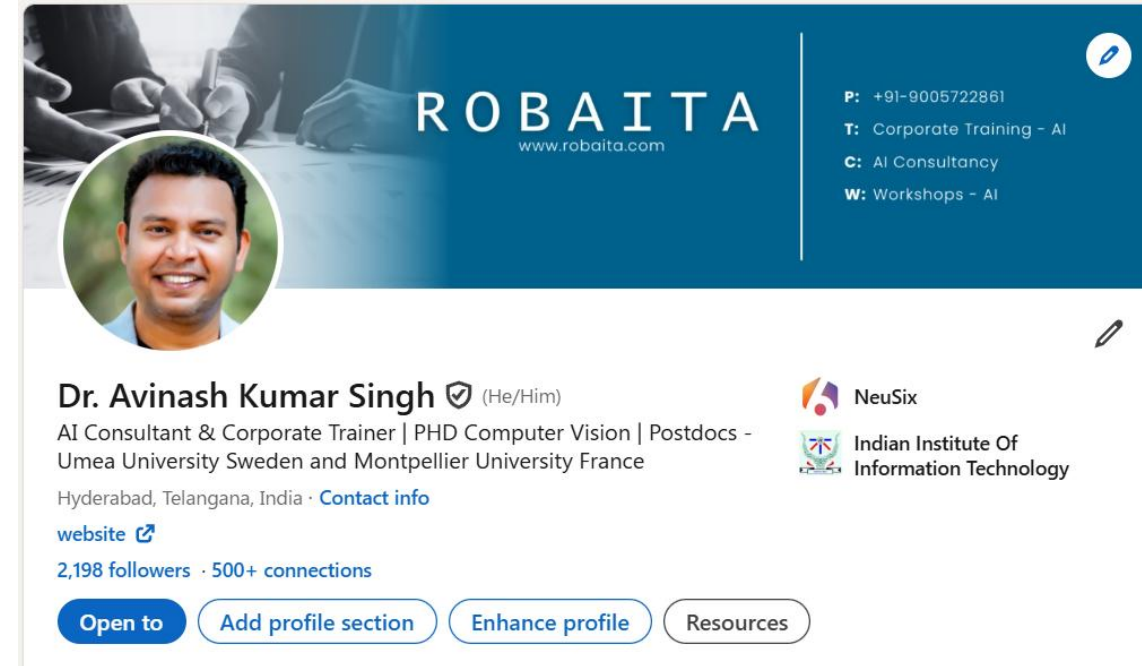 ROBAITA
www.robaita.com
P: +91-9005722861
T: Corporate Training - AI
C: AI Consultancy
W: Workshops - AI
Dr. Avinash Kumar Singh (He/Him)
AI Consultant & Corporate Trainer | PHD Computer Vision | Postdocs -
Umea University Sweden and Montpellier University France
Hyderabad, Telangana, India · Contact info
website
2,198 followers · 500+ connections
Open to
Add profile section
Enhance profile
Resources
NeuSix
Indian Institute Of
Information Technology